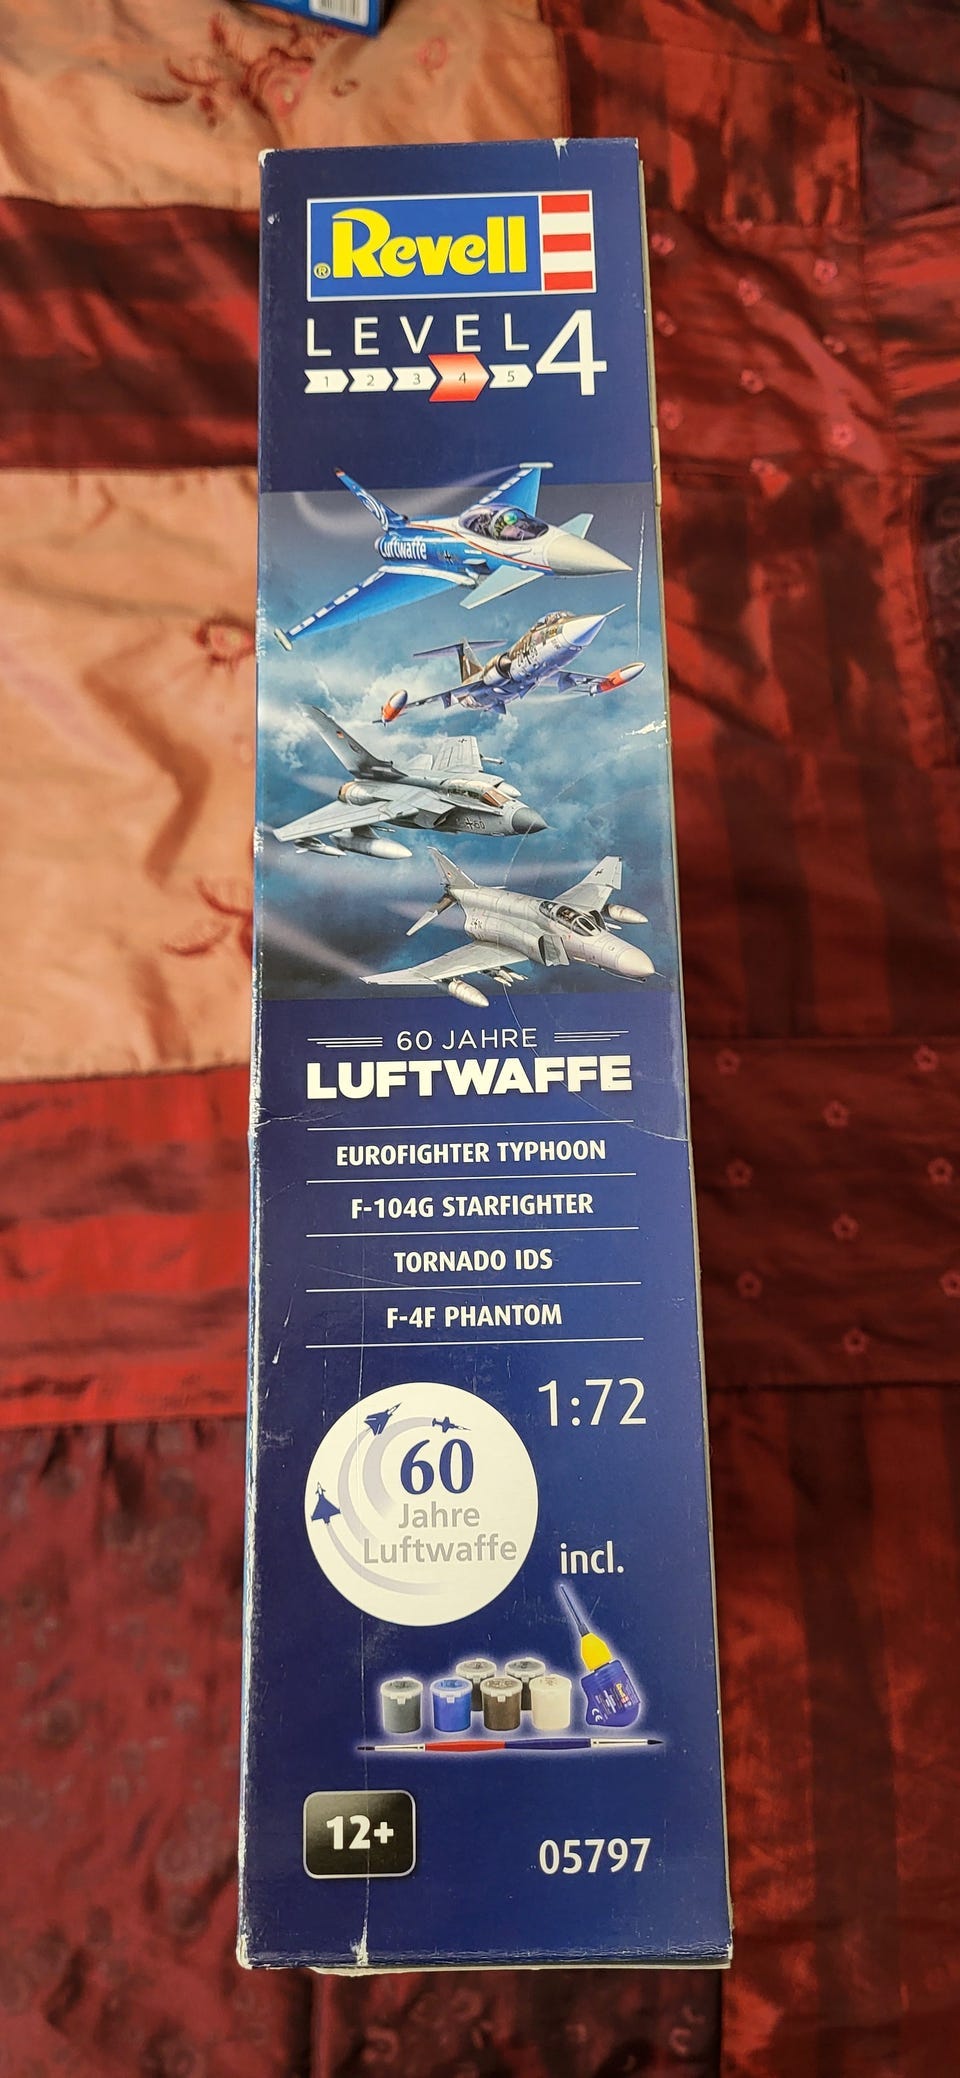 ® Revell
LEVEL 4
1 2 3 4 5
Luftwaffe
60 JAHRE
LUFTWAFFE
EUROFIGHTER TYPHOON
F-104G STARFIGHTER
TORNADO IDS
F-4F PHANTOM
1:72
60
Jahre
Luftwaffe
incl.
12+
05797